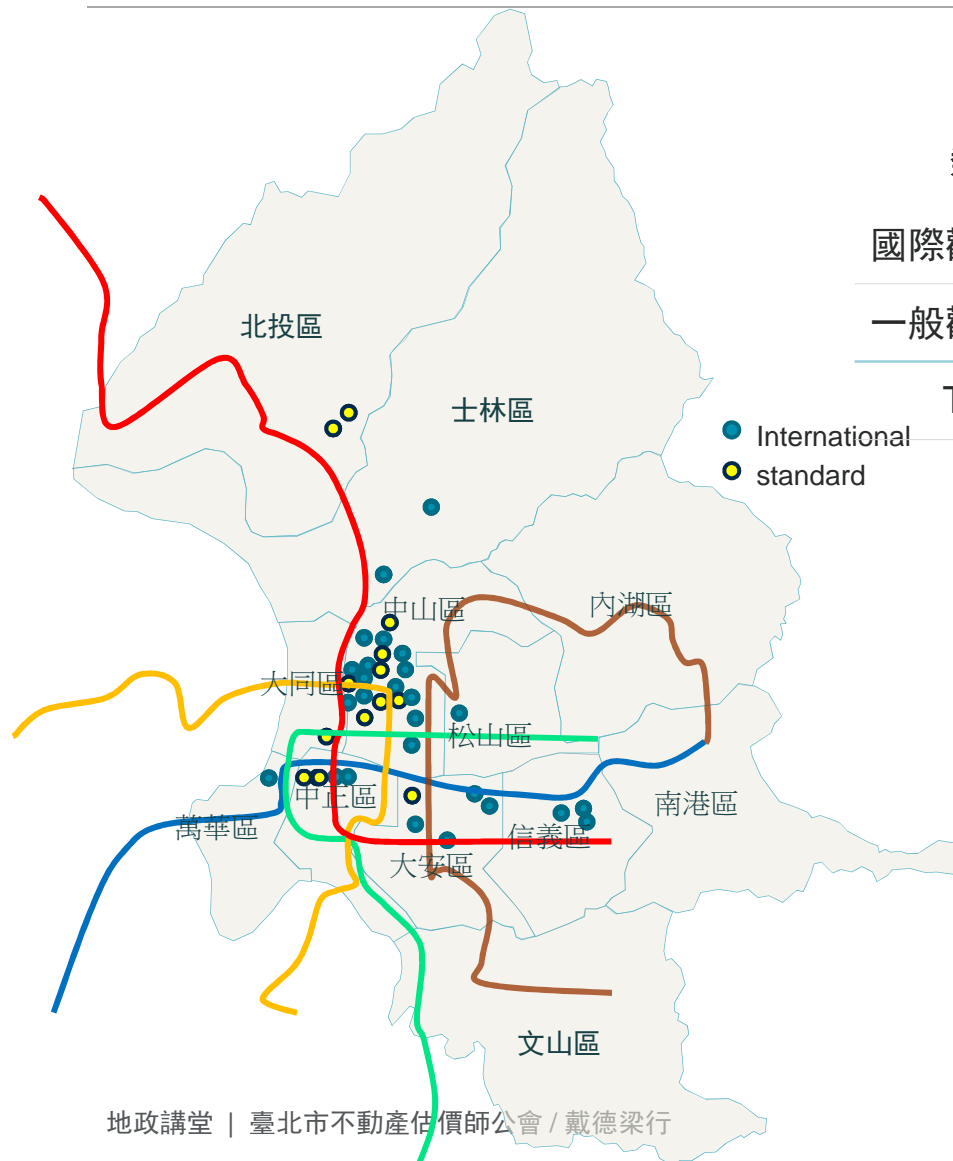 國際
一般
北投區
士林區
International
standard
中山區
內湖區
大同區
松山區
中正區
南港區
萬華區
信義區
大安區
文山區
地政講堂 | 臺北市不動產估價師公會 / 戴德梁行